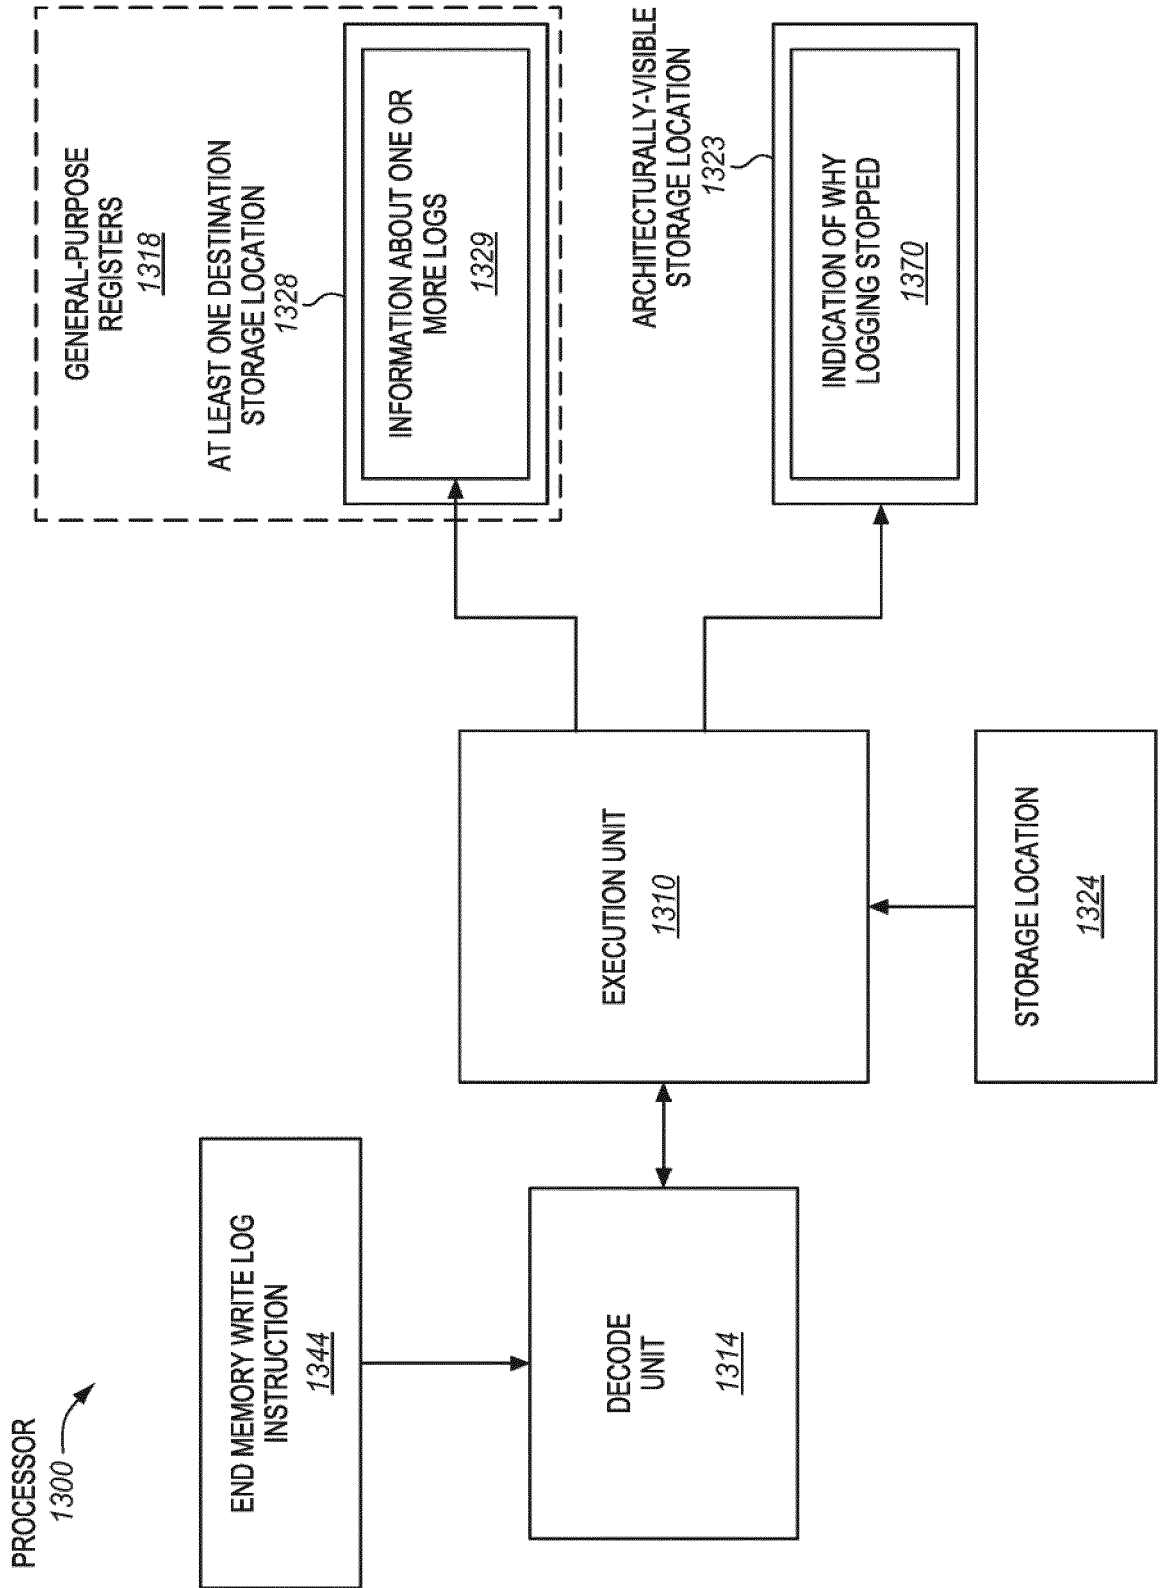 PROCESSOR
1300
END MEMORY WRITE LOG
INSTRUCTION
1344
DECODE
UNIT
1314
EXECUTION UNIT
1310
STORAGE LOCATION
1324
GENERAL-PURPOSE
REGISTERS
1318
AT LEAST ONE DESTINATION
STORAGE LOCATION
1328
INFORMATION ABOUT ONE OR
MORE LOGS
1329
ARCHITECTURALLY-VISIBLE
STORAGE LOCATION
1323
INDICATION OF WHY
LOGGING STOPPED
1370